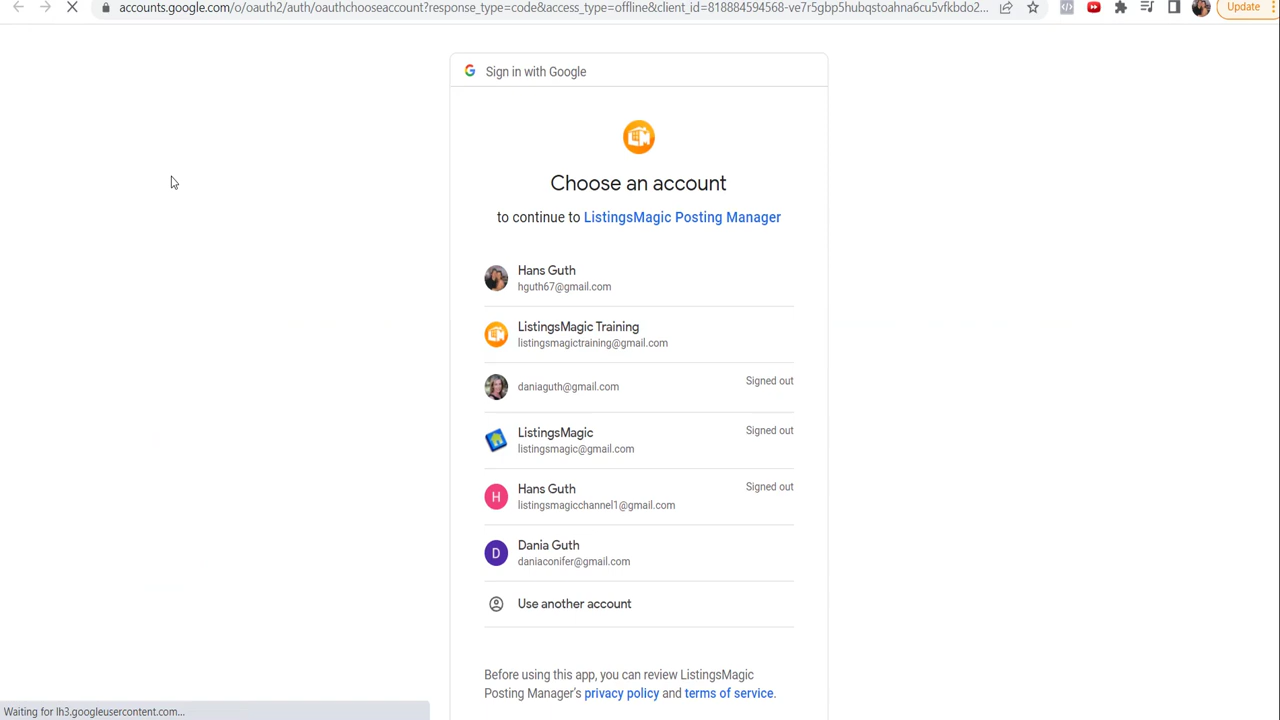 accounts.google.com/o/oauth2/auth/oauthchooseaccount?response_type=code&access_type=offline&client_id=818884594568-ve7r5gbp5hubqstoahna6cu5vfkbdo2...
Update
Sign in with Google
Choose an account
to continue to ListingsMagic Posting Manager
Hans Guth
hguth67@gmail.com
ListingsMagic Training
listingsmagictraining@gmail.com
daniaguth@gmail.com
Signed out
ListingsMagic
Signed out
listingsmagic@gmail.com
H
Hans Guth
Signed out
listingsmagicchannel1@gmail.com
D
Dania Guth
daniaconifer@gmail.com
Use another account
Before using this app, you can review ListingsMagic
Posting Manager's privacy policy and terms of service.
Waiting for lh3.googleusercontent.com...